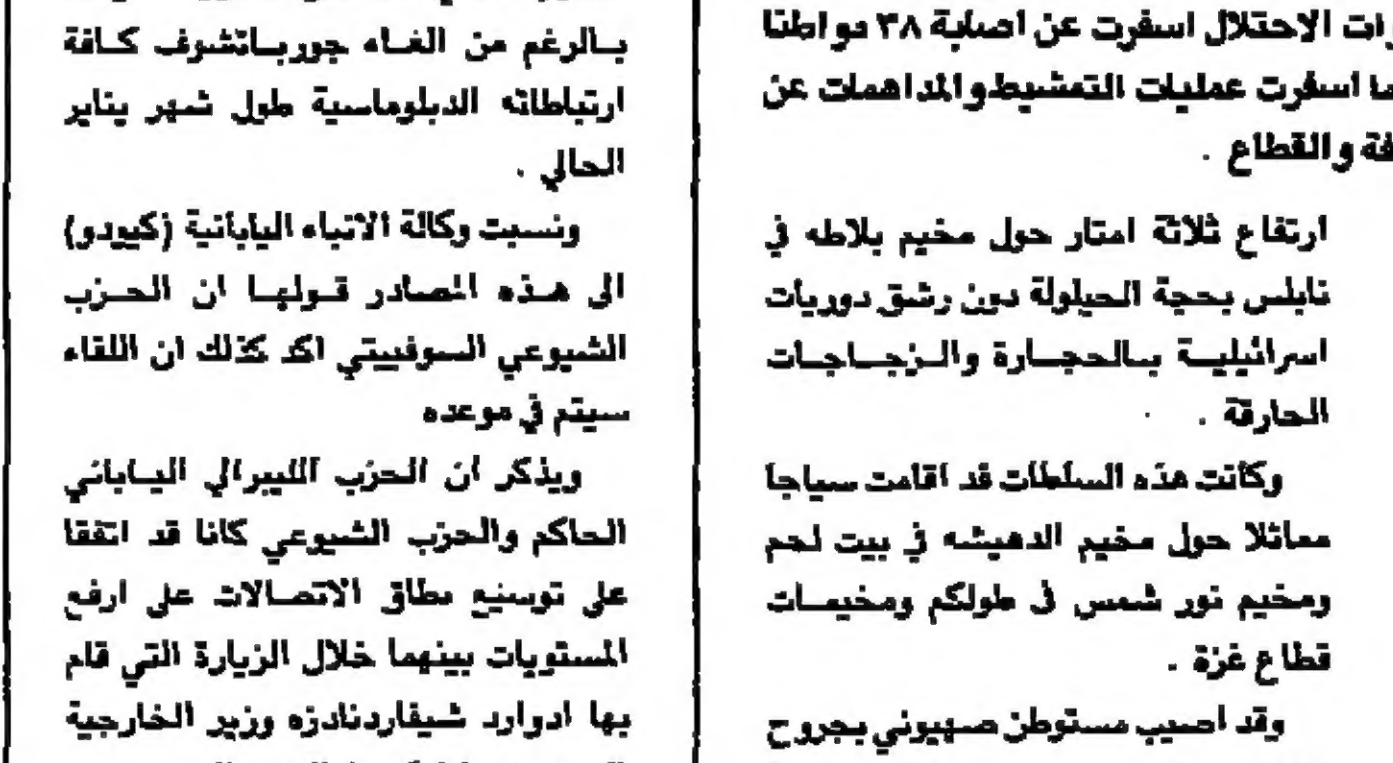 وات الاحتلال اسفرت عن اصابة ٣٨ مواطنا
ما اسفرت عمليات التمشيط والمداهمات عن
فة والقطاع .
ارتفاع ثلاثة امتار حول مخيم بلاطه في
نابلس بحجة الحيلولة دون رشق دوريات
اسرائيلية بالحجارة والزجاجات
الحارقة .
وكانت هذه السلطات قد اقامت سياجا
مماثلا حول مخيم الدهيشه في بيت لحم
ومخيم نور شمس في طولكم ومخيمات
قطاع غزة .
وقد اصيب مستوطن صهيوني بجروح
بالرغم من الغاء جورباتشوف كافة
ارتباطاته الدبلوماسية طول شهر يناير
الحالي .
ونسبت وكالة الانباء اليابانية (كيودو)
الى هذه المصادر قولها ان الحزب
الشيوعي السوفييتي اكد كذلك ان اللقاء
سيتم في موعده
ويذكر ان الحزب الليبرالي الياباني
الحاكم والحزب الشيوعي كانا قد اتفقا
على توسيع نطاق الاتصالات على ارفع
المستويات بينهما خلال الزيارة التي قام
بها ادوارد شيفاردنادزه وزير الخارجية